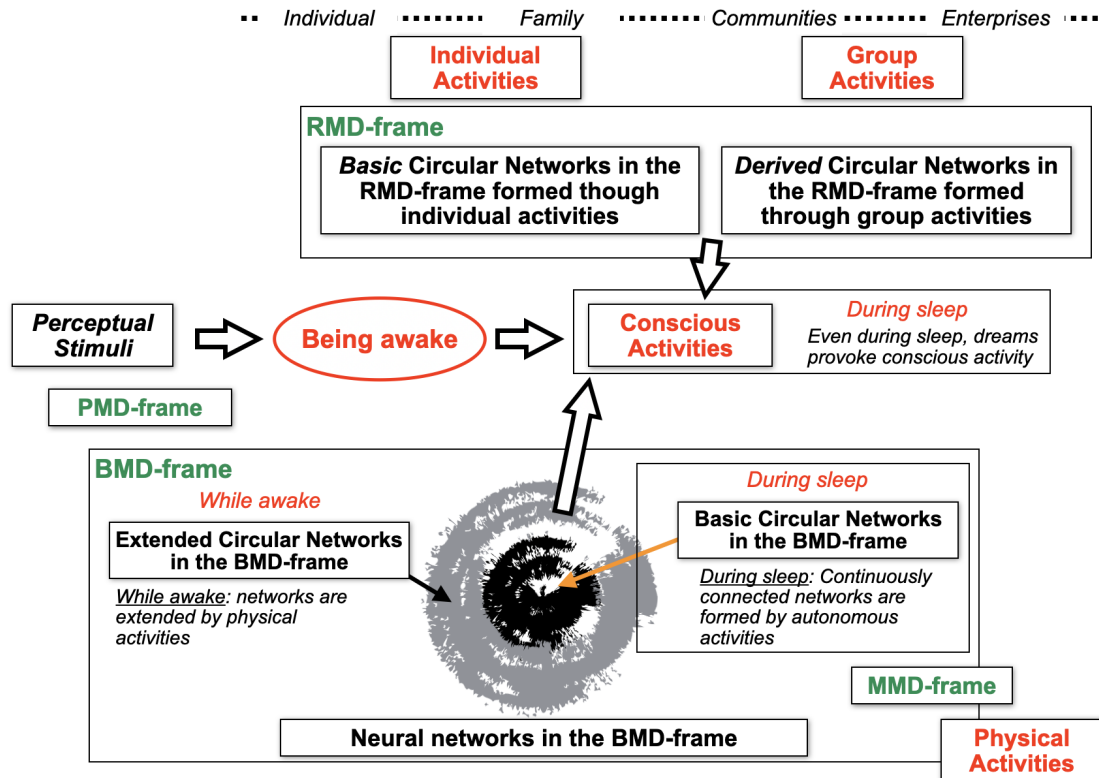 Individual
Family
Communities
Enterprises
Individual
Activities
Group
Activities
RMD-frame
Basic Circular Networks in the
RMD-frame formed though
individual activities
Derived Circular Networks in
the RMD-frame formed
through group activities
Perceptual
Stimuli
Being awake
Conscious
Activities
During sleep
Even during sleep, dreams
provoke conscious activity
PMD-frame
BMD-frame
While awake
Extended Circular Networks
in the BMD-frame
While awake: networks are
extended by physical
activities
During sleep
Basic Circular Networks
in the BMD-frame
During sleep: Continuously
connected networks are
formed by autonomous
activities
MMD-frame
Neural networks in the BMD-frame
Physical
Activities